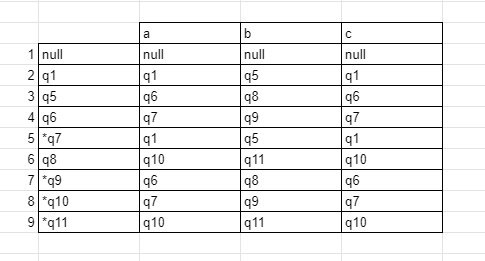 a b c
1 null null null null
2 q1 q1 q5 q1
3 q5 q6 q8 q6
4 q6 q7 q9 q7
5 *q7 q1 q5 q1
6 q8 q10 q11 q10
7 *q9 q6 q8 q6
8 *q10 q7 q9 q7
9 *q11 q10 q11 q10